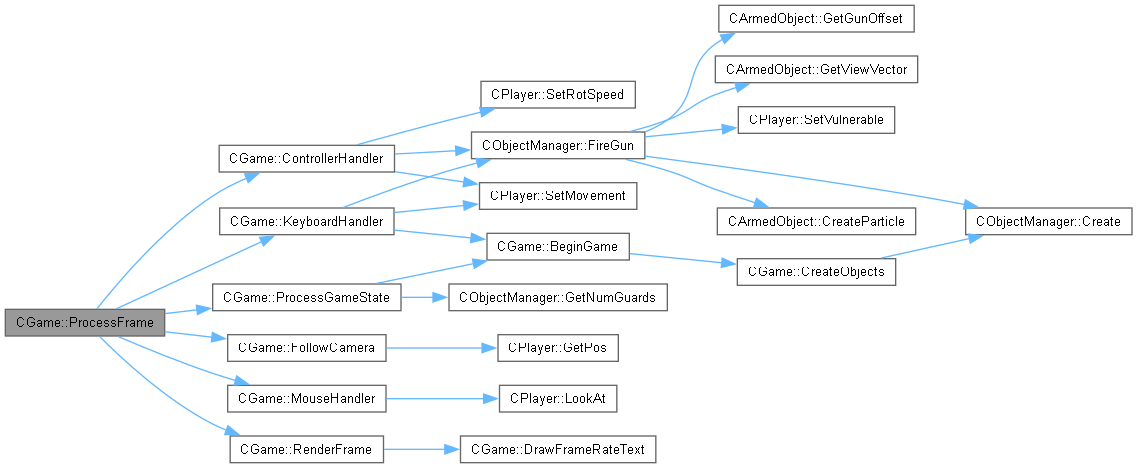 CGame::ProcessFrame
CGame::ControllerHandler
CGame::KeyboardHandler
CGame::ProcessGameState
CGame::FollowCamera
CGame::MouseHandler
CGame::RenderFrame
CPlayer::SetRotSpeed
CObjectManager::FireGun
CPlayer::SetMovement
CGame::BeginGame
CObjectManager::GetNumGuards
CPlayer::GetPos
CPlayer::LookAt
CGame::DrawFrameRateText
CArmedObject::GetGunOffset
CArmedObject::GetViewVector
CPlayer::SetVulnerable
CArmedObject::CreateParticle
CGame::CreateObjects
CObjectManager::Create